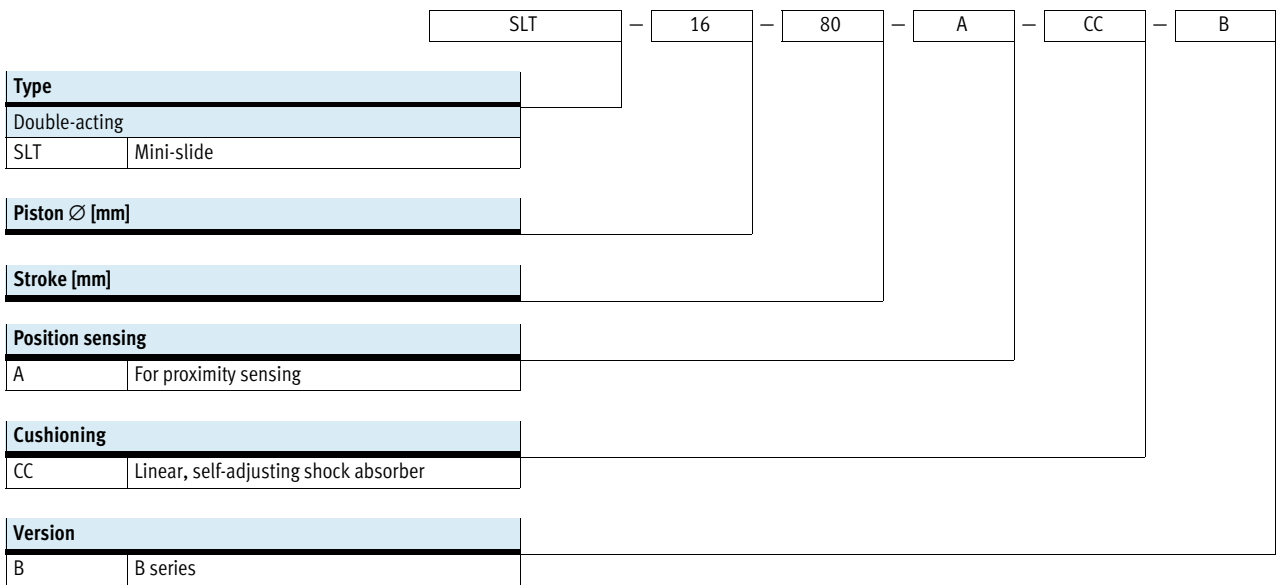 SLT – 16 – 80 – A – CC – B
Type
Double-acting
SLT Mini-slide
Piston ∅ [mm]
Stroke [mm]
Position sensing
A For proximity sensing
Cushioning
CC Linear, self-adjusting shock absorber
Version
B B series